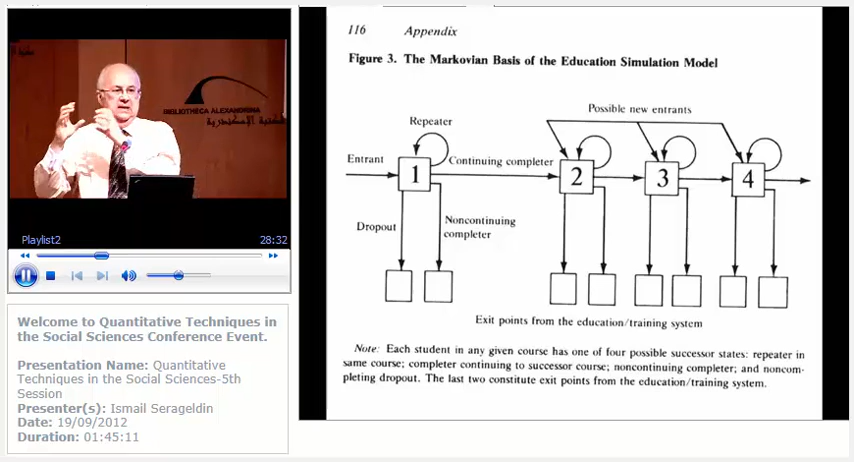 BIBLIOTHECA ALEXANDRINA
مكتبة الإسكندرية
Playlist2
28:32
Welcome to Quantitative Techniques in
the Social Sciences Conference Event.
Presentation Name: Quantitative
Techniques in the Social Sciences-5th
Session
Presenter(s): Ismail Serageldin
Date: 19/09/2012
Duration: 01:45:11
116 Appendix
Figure 3. The Markovian Basis of the Education Simulation Model
Possible new entrants
Repeater
Entrant
Continuing completer
1
2
3
4
Dropout
Noncontinuing
completer
Exit points from the education/training system
Note: Each student in any given course has one of four possible successor states: repeater in
same course; completer continuing to successor course; noncontinuing completer; and noncom-
pleting dropout. The last two constitute exit points from the education/training system.